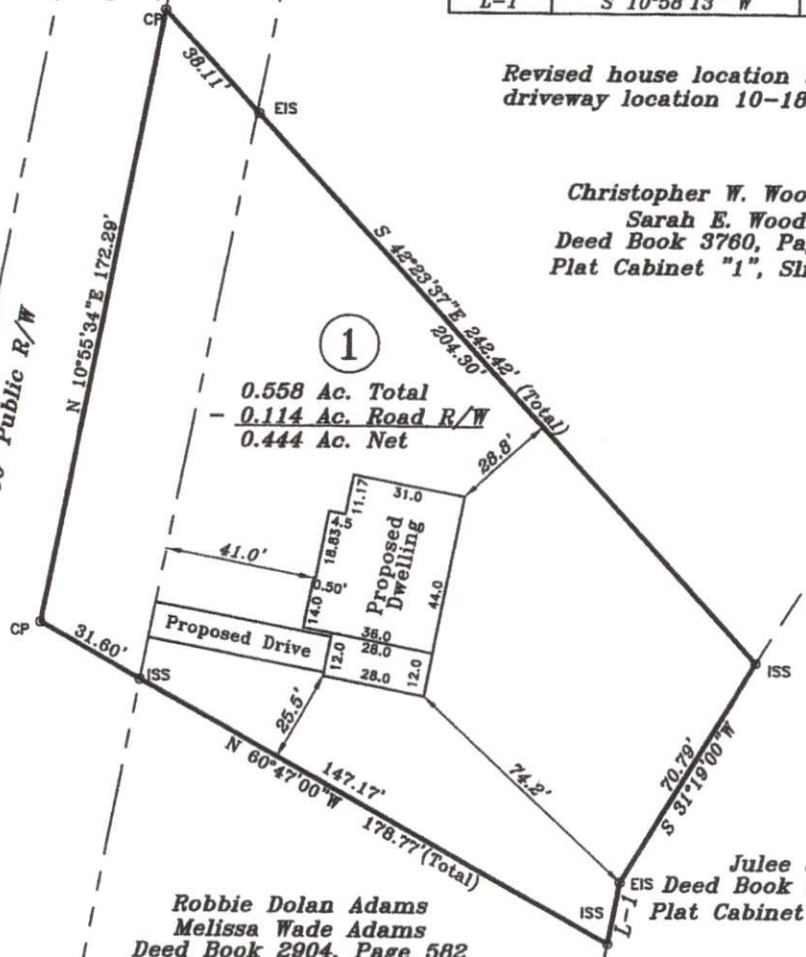 L-1 S 10°58'13" W
CP
38.11'
EIS
Revised house location
driveway location 10-18
Christopher W. Woo
Sarah E. Wood
Deed Book 3760, Pa
Plat Cabinet "1", Sl
N 10°55'34"E 172.29'
Public R/W
S 42°23'37"E 242.42' (Total)
204.30'
1
0.558 Ac. Total
- 0.114 Ac. Road R/W
0.444 Ac. Net
28.8'
31.0
11.17
4.5
18.83
Proposed
Dwelling
44.0
41.0'
0.50'
14.0
36.0
28.0
Proposed Drive
12.0
28.0
12.0
CP
31.60'
ISS
25.5'
N 60°47'00"W
147.17'
178.77'(Total)
74.2'
ISS
70.79'
S 31°19'00"W
EIS
ISS
L-1
Julee
Deed Book
Plat Cabinet
Robbie Dolan Adams
Melissa Wade Adams
Deed Book 2904, Page 582